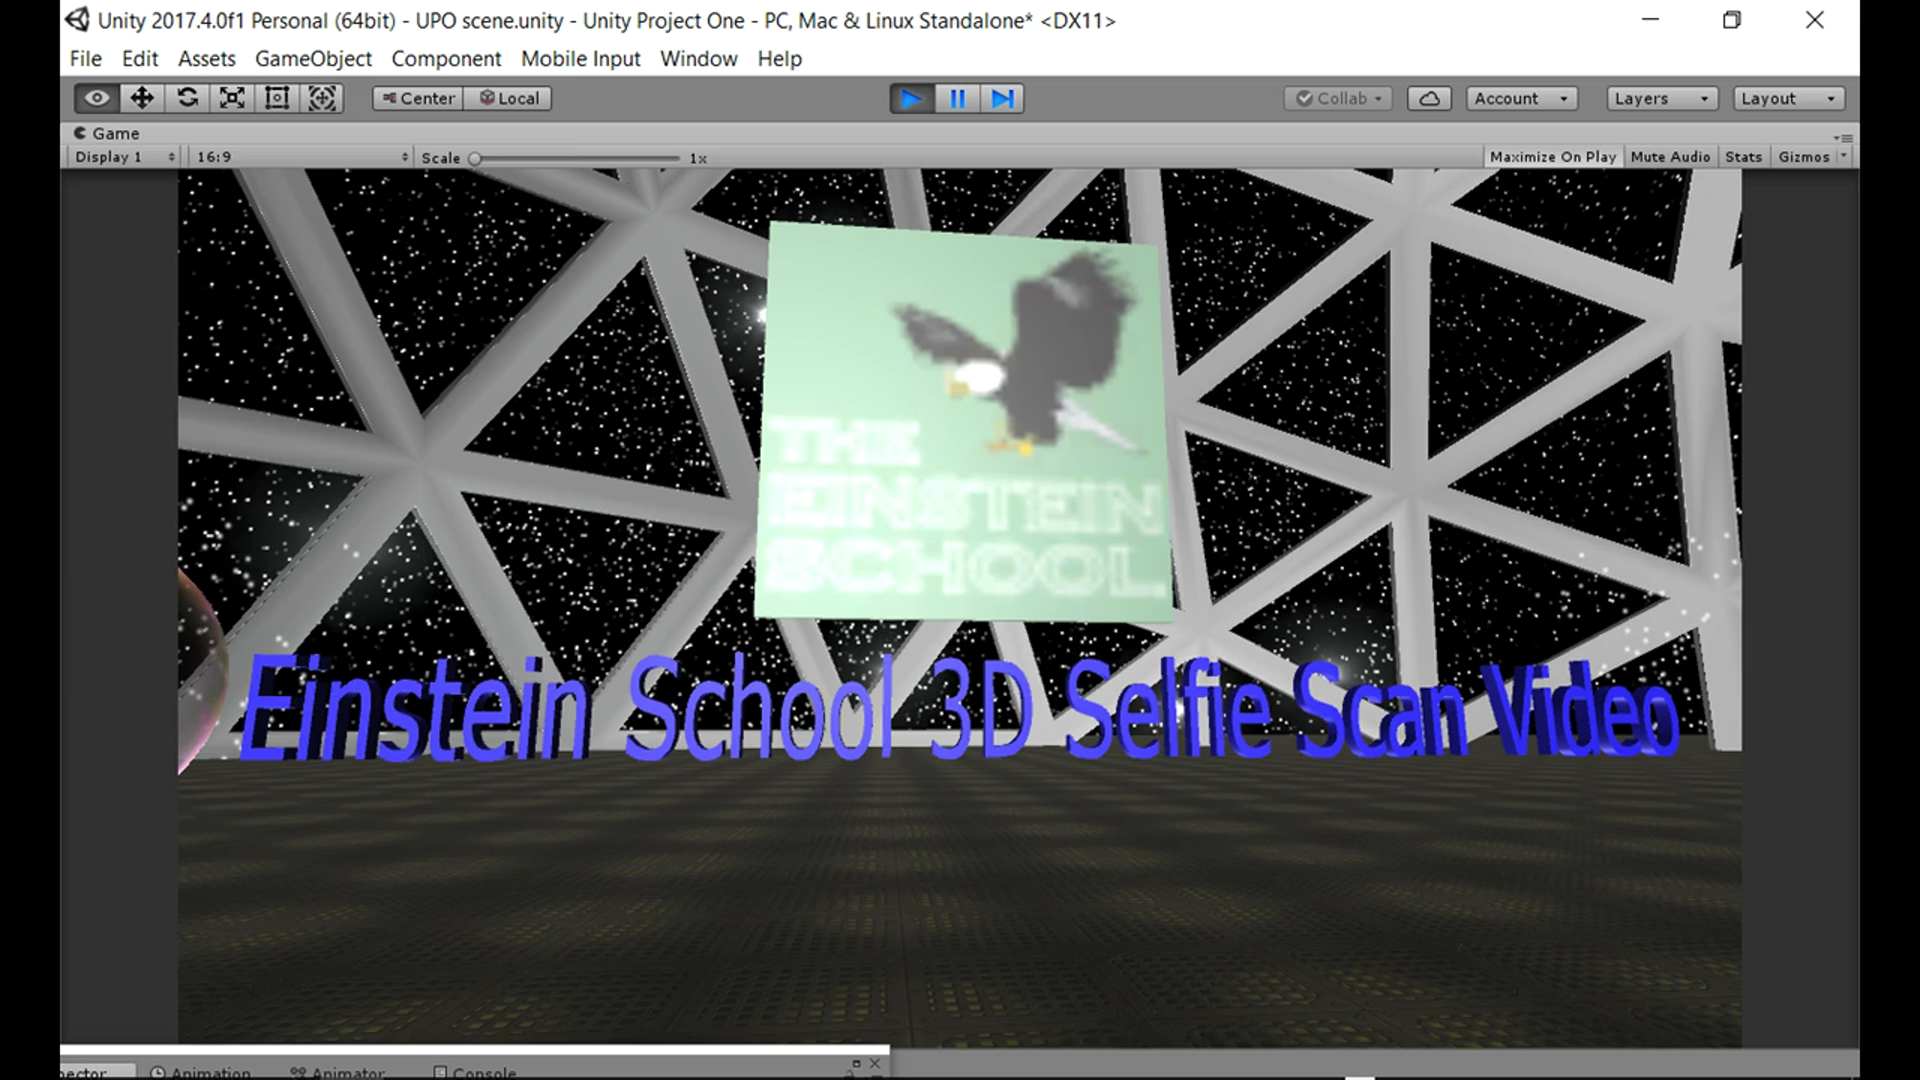 Unity 2017.4.0f1 Personal (64bit) - UPO scene.unity - Unity Project One - PC, Mac & Linux Standalone* <DX11>
File Edit Assets GameObject Component Mobile Input Window Help
Center Local Collab Account Layers Layout
Game
Display 1 16:9 Scale 1x Maximize On Play Mute Audio Stats Gizmos
THE
EINSTEIN
SCHOOL
Einstein School 3D Selfie Scan Video
pector Animation Animator Console